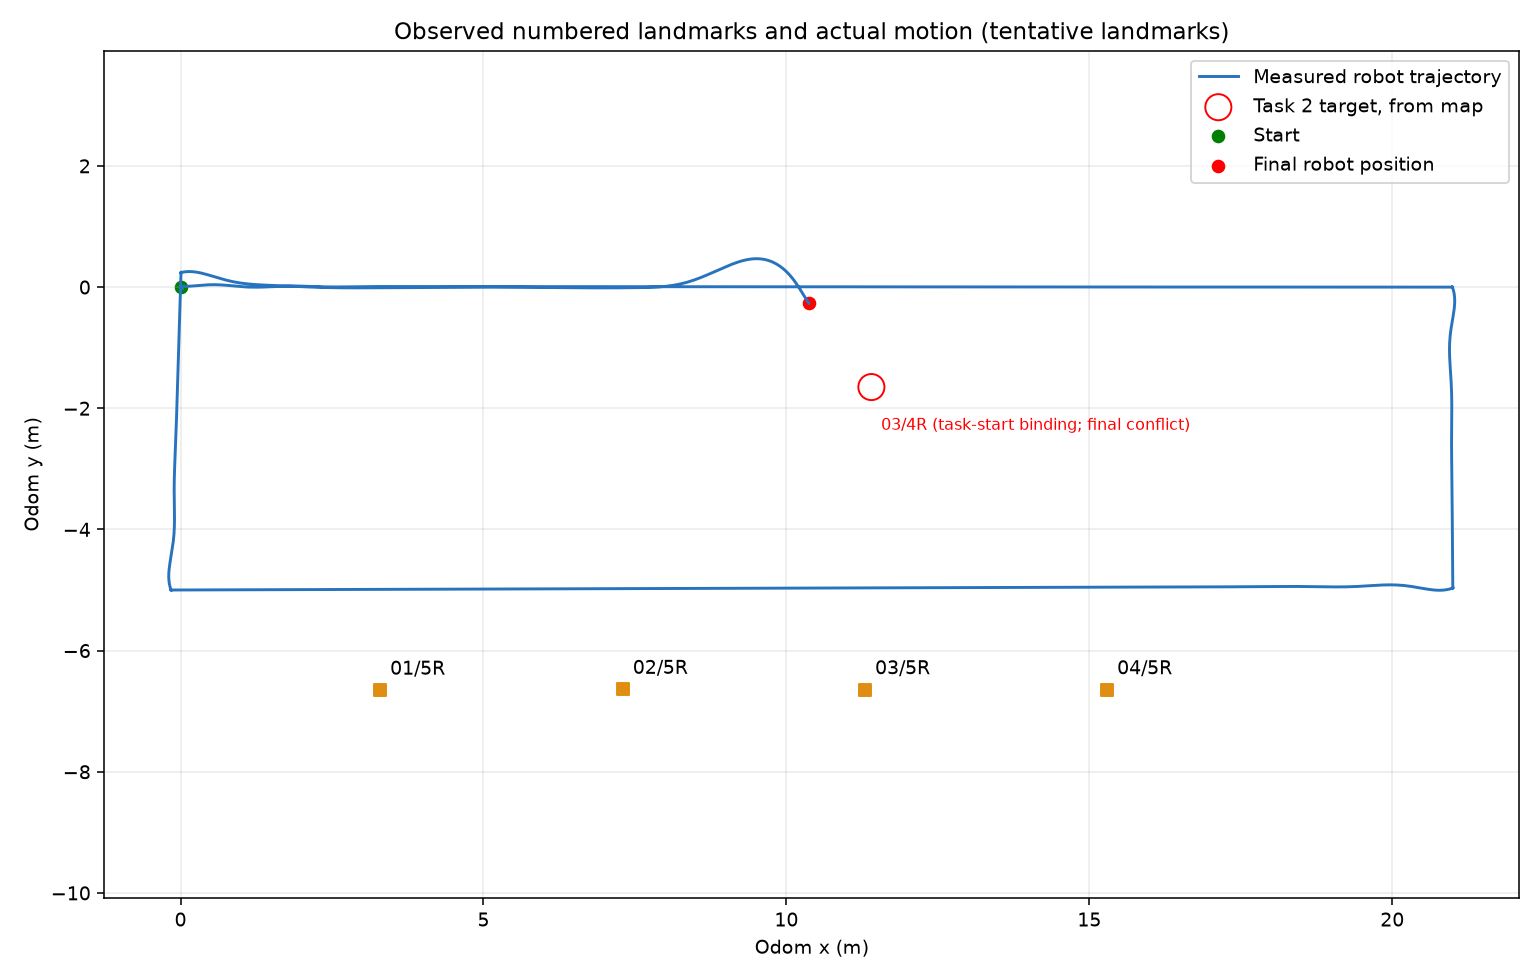 Observed numbered landmarks and actual motion (tentative landmarks)
Measured robot trajectory
Task 2 target, from map
Start
Final robot position
2
0
−2
−4
−6
−8
−10
Odom y (m)
03/4R (task-start binding; final conflict)
01/5R
02/5R
03/5R
04/5R
0
5
10
15
20
Odom x (m)